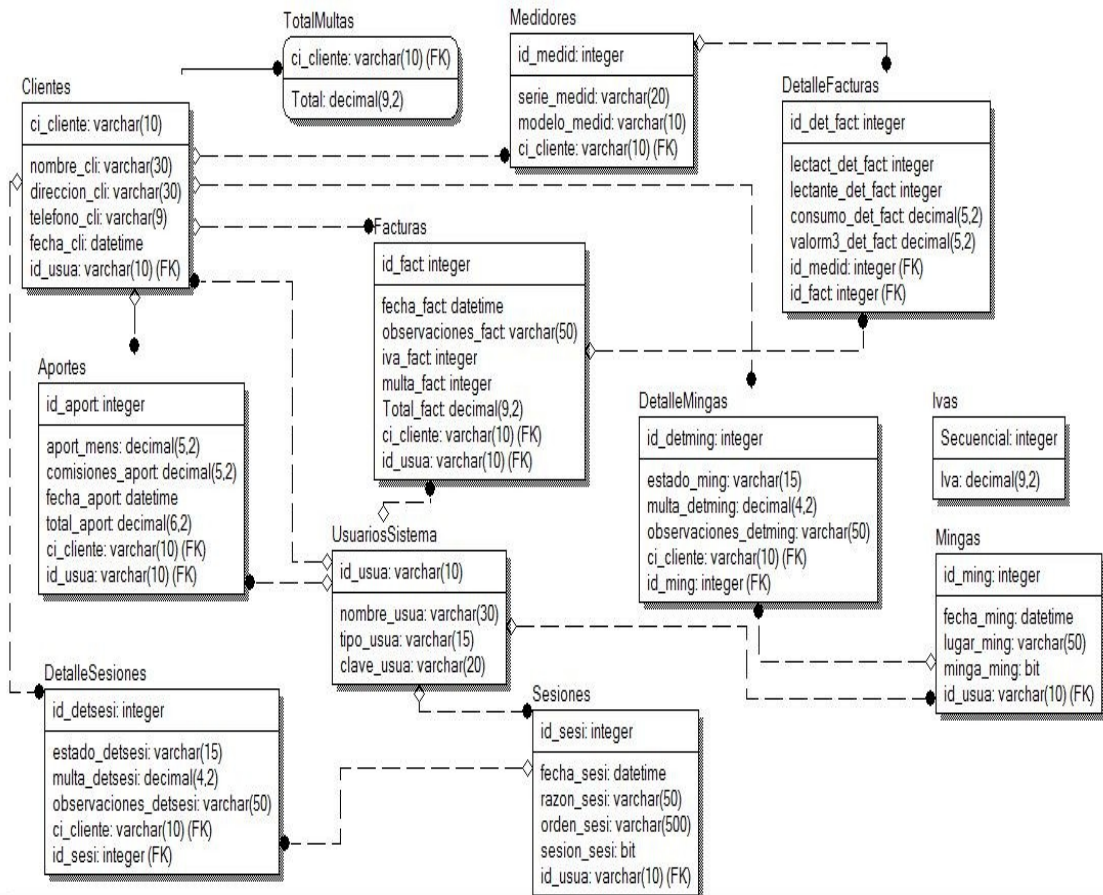 TotalMultas
ci_cliente: varchar(10) (FK)
Total: decimal(9,2)
Medidores
id_medid: integer
serie_medid: varchar(20)
modelo_medid: varchar(10)
ci_cliente: varchar(10) (FK)
DetalleFacturas
id_det_fact: integer
lectact_det_fact: integer
lectante_det_fact: integer
consumo_det_fact: decimal(5,2)
valorm3_det_fact: decimal(5,2)
id_medid: integer (FK)
id_fact: integer (FK)
Clientes
ci_cliente: varchar(10)
nombre_cli: varchar(30)
direccion_cli: varchar(30)
telefono_cli: varchar(9)
fecha_cli: datetime
id_usua: varchar(10) (FK)
Facturas
id_fact: integer
fecha_fact: datetime
observaciones_fact: varchar(50)
iva_fact: integer
multa_fact: integer
Total_fact: decimal(9,2)
ci_cliente: varchar(10) (FK)
id_usua: varchar(10) (FK)
Aportes
id_aport: integer
aport_mens: decimal(5,2)
comisiones_aport: decimal(5,2)
fecha_aport: datetime
total_aport: decimal(6,2)
ci_cliente: varchar(10) (FK)
id_usua: varchar(10) (FK)
DetalleMingas
id_detming: integer
estado_ming: varchar(15)
multa_detming: decimal(4,2)
observaciones_detming: varchar(50)
ci_cliente: varchar(10) (FK)
id_ming: integer (FK)
Ivas
Secuencial: integer
Iva: decimal(9,2)
UsuariosSistema
id_usua: varchar(10)
nombre_usua: varchar(30)
tipo_usua: varchar(15)
clave_usua: varchar(20)
Mingas
id_ming: integer
fecha_ming: datetime
lugar_ming: varchar(50)
minga_ming: bit
id_usua: varchar(10) (FK)
DetalleSesiones
id_detsesi: integer
estado_detsesi: varchar(15)
multa_detsesi: decimal(4,2)
observaciones_detsesi: varchar(50)
ci_cliente: varchar(10) (FK)
id_sesi: integer (FK)
Sesiones
id_sesi: integer
fecha_sesi: datetime
razon_sesi: varchar(50)
orden_sesi: varchar(500)
sesion_sesi: bit
id_usua: varchar(10) (FK)